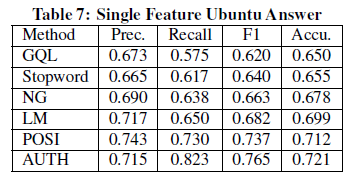 Table 7: Single Feature Ubuntu Answer
Method Prec. Recall F1 Accu.
GQL 0.673 0.575 0.620 0.650
Stopword 0.665 0.617 0.640 0.655
NG 0.690 0.638 0.663 0.678
LM 0.717 0.650 0.682 0.699
POSI 0.743 0.730 0.737 0.712
AUTH 0.715 0.823 0.765 0.721